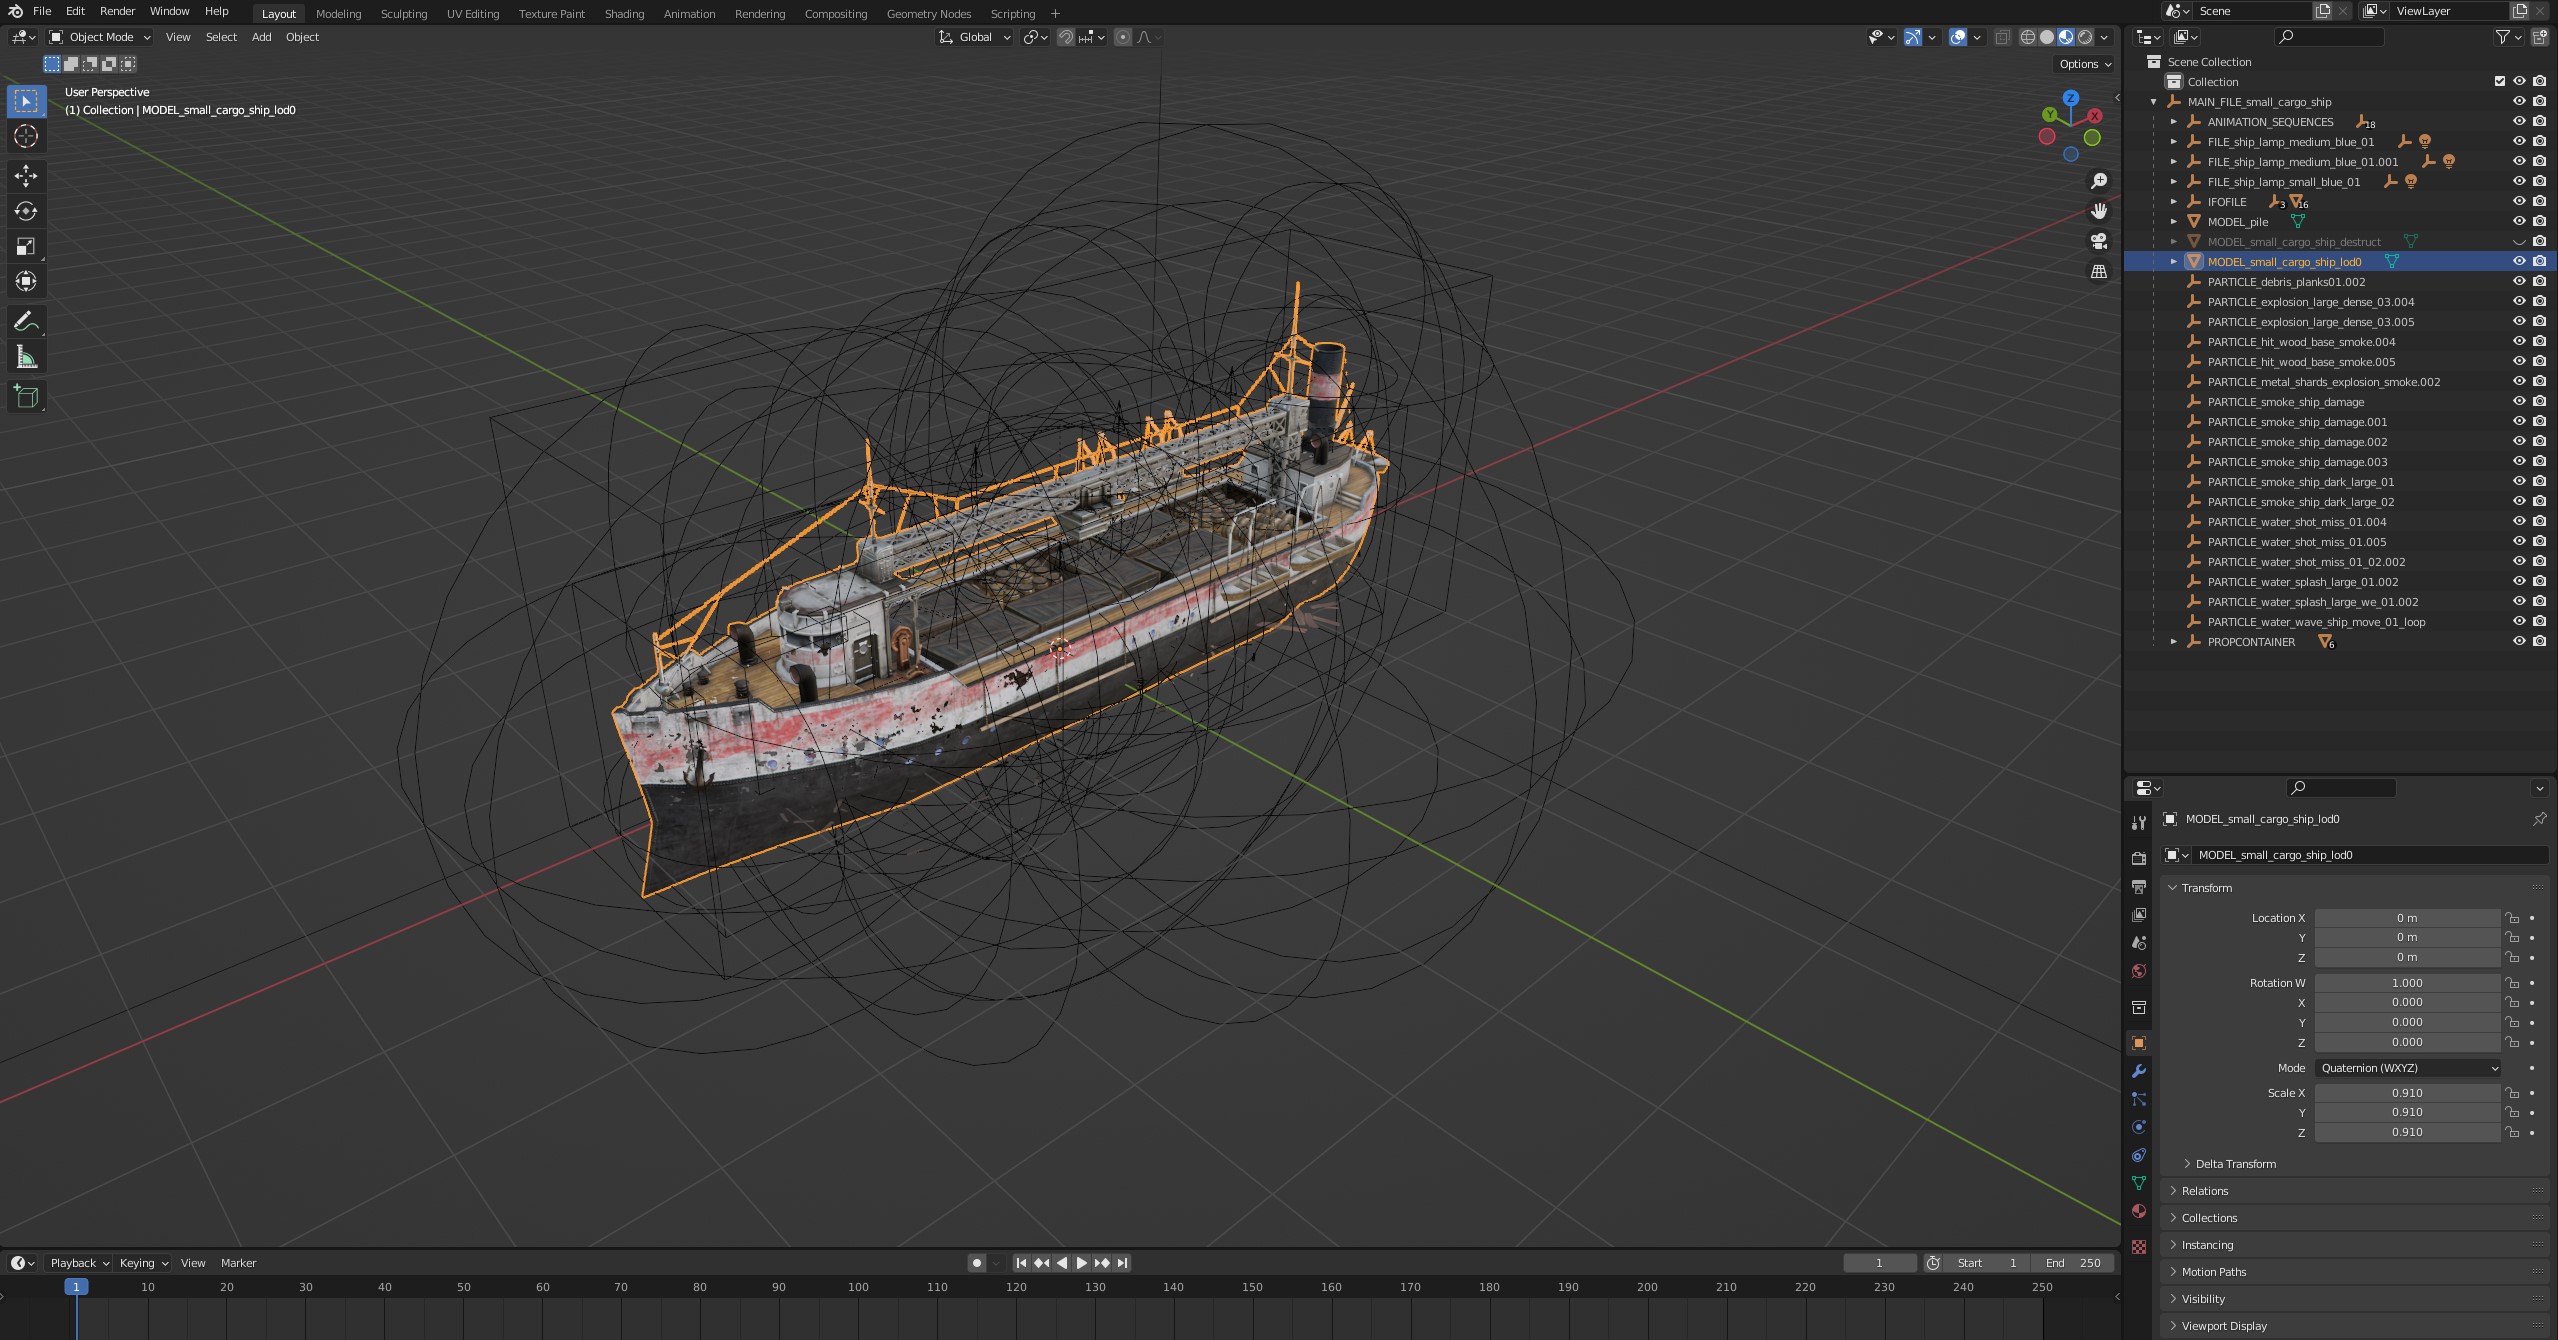 File Edit Render Window Help Layout Modeling Sculpting UV Editing Texture Paint Shading Animation Rendering Compositing Geometry Nodes Scripting + Scene ViewLayer
Object Mode View Select Add Object Global
Options
User Perspective
(1) Collection | MODEL_small_cargo_ship_lod0
Z
Y
X
Scene Collection
Collection
MAIN_FILE_small_cargo_ship
ANIMATION_SEQUENCES 18
FILE_ship_lamp_medium_blue_01
FILE_ship_lamp_medium_blue_01.001
FILE_ship_lamp_small_blue_01
IFOFILE 3 16
MODEL_pile
MODEL_small_cargo_ship_destruct
MODEL_small_cargo_ship_lod0
PARTICLE_debris_planks01.002
PARTICLE_explosion_large_dense_03.004
PARTICLE_explosion_large_dense_03.005
PARTICLE_hit_wood_base_smoke.004
PARTICLE_hit_wood_base_smoke.005
PARTICLE_metal_shards_explosion_smoke.002
PARTICLE_smoke_ship_damage
PARTICLE_smoke_ship_damage.001
PARTICLE_smoke_ship_damage.002
PARTICLE_smoke_ship_damage.003
PARTICLE_smoke_ship_dark_large_01
PARTICLE_smoke_ship_dark_large_02
PARTICLE_water_shot_miss_01.004
PARTICLE_water_shot_miss_01.005
PARTICLE_water_shot_miss_01_02.002
PARTICLE_water_splash_large_01.002
PARTICLE_water_splash_large_we_01.002
PARTICLE_water_wave_ship_move_01_loop
PROPCONTAINER 6
MODEL_small_cargo_ship_lod0
MODEL_small_cargo_ship_lod0
Transform
Location X 0 m
Y 0 m
Z 0 m
Rotation W 1.000
X 0.000
Y 0.000
Z 0.000
Mode Quaternion (WXYZ)
Scale X 0.910
Y 0.910
Z 0.910
Delta Transform
Relations
Collections
Instancing
Motion Paths
Visibility
Viewport Display
Playback Keying View Marker 1 Start 1 End 250
1 10 20 30 40 50 60 70 80 90 100 110 120 130 140 150 160 170 180 190 200 210 220 230 240 250